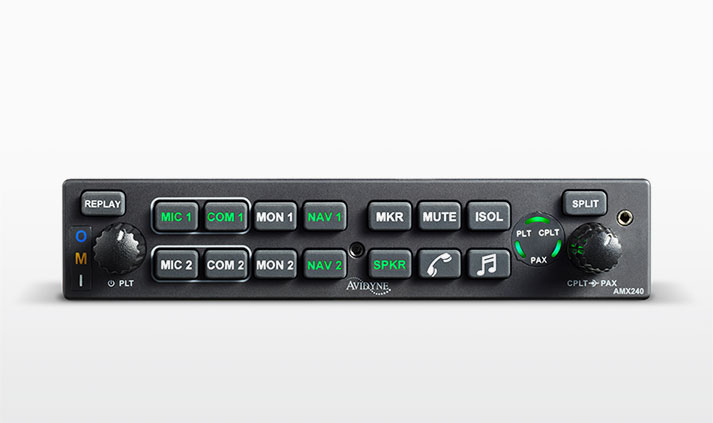 REPLAY
MIC 1 COM 1 MON 1 NAV 1 MKR MUTE ISOL SPLIT
PLT CPLT
PAX
O
M
I
MIC 2 COM 2 MON 2 NAV 2 SPKR
PLT
AVIDYNE
CPLT PAX
AMX240